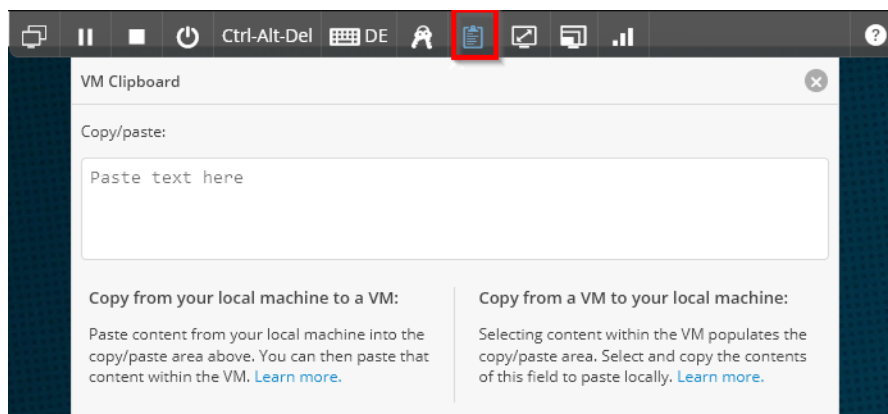 Ctrl-Alt-Del DE ?
VM Clipboard
Copy/paste:
Paste text here
Copy from your local machine to a VM:
Paste content from your local machine into the
copy/paste area above. You can then paste that
content within the VM. Learn more.
Copy from a VM to your local machine:
Selecting content within the VM populates the
copy/paste area. Select and copy the contents
of this field to paste locally. Learn more.